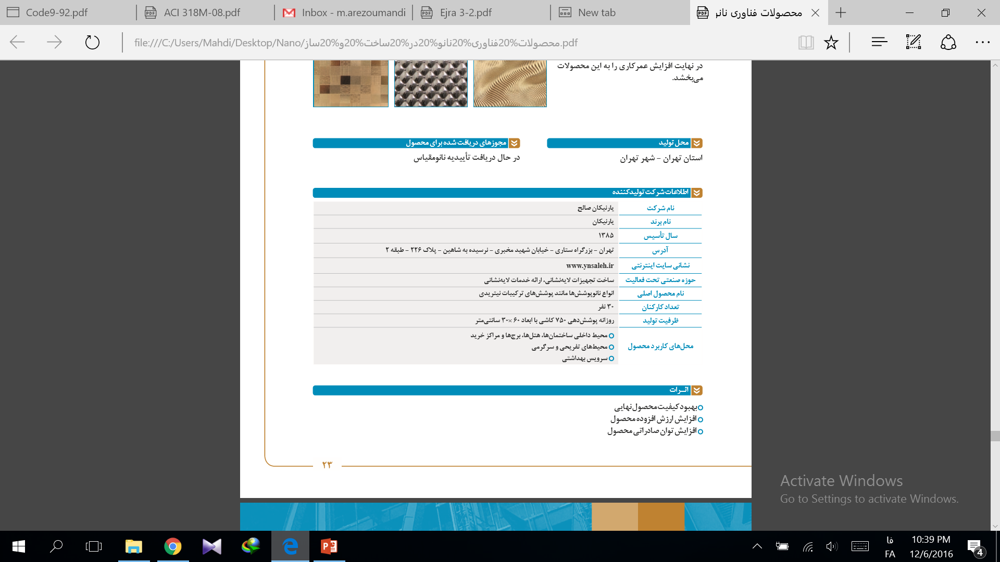 Code9-92.pdf
ACI 318M-08.pdf
Inbox - m.arezoumandi
Ejra 3-2.pdf
New tab
محصولات فناوری نانو
file:///C:/Users/Mahdi/Desktop/Nano/محصولات%20فناوری%20نانو%20در%20ساخت%20و%20ساز.pdf
در نهایت افزایش عمرکاری را به این محصولات
می‌بخشد.
محل تولید
استان تهران - شهر تهران
مجوزهای دریافت شده برای محصول
در حال دریافت تأییدیه نانومقیاس
اطلاعات شرکت تولیدکننده
نام شرکت یارنیکان صالح
نام برند یارنیکان
سال تأسیس ۱۳۸۵
آدرس تهران - بزرگراه ستاری - خیابان شهید مخبری - نرسیده به شاهین - پلاک ۲۲۶ - طبقه ۲
نشانی سایت اینترنتی www.ynsaleh.ir
حوزه صنعتی تحت فعالیت ساخت تجهیزات لایه‌نشانی، ارائه خدمات لایه‌نشانی
نام محصول اصلی انواع نانوپوشش‌ها مانند پوشش‌های ترکیبات نیتریدی
تعداد کارکنان ۳۰ نفر
ظرفیت تولید روزانه پوشش‌دهی ۷۵۰ کاشی با ابعاد ۶۰ ×۳۰ سانتی‌متر
محل‌های کاربرد محصول
محیط داخلی ساختمان‌ها، هتل‌ها، برج‌ها و مراکز خرید
محیط‌های تفریحی و سرگرمی
سرویس بهداشتی
اثــرات
بهبود کیفیت محصول نهایی
افزایش ارزش افزوده محصول
افزایش توان صادراتی محصول
۲۳
Activate Windows
Go to Settings to activate Windows.
فا
FA
10:39 PM
12/6/2016
4